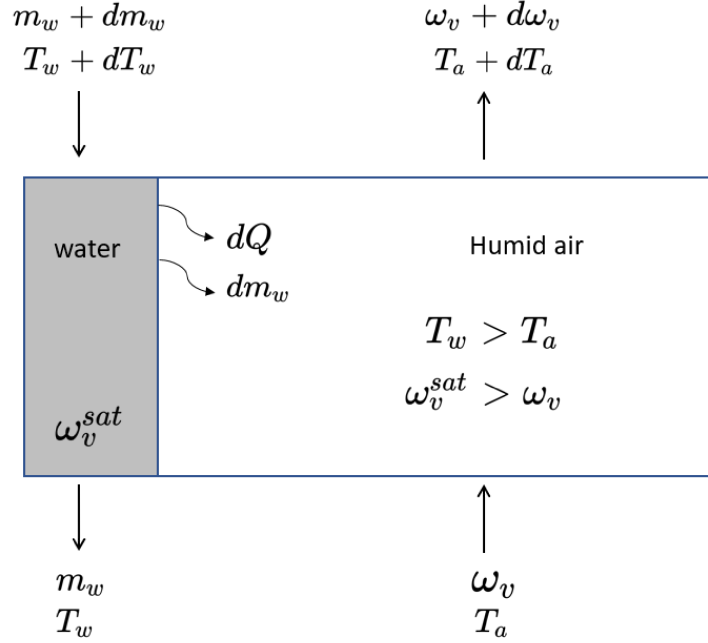 m_w + dm_w
T_w + dT_w
ω_v + dω_v
T_a + dT_a
water
dQ
dm_w
Humid air
T_w > T_a
ω_v^{sat} > ω_v
ω_v^{sat}
m_w
T_w
ω_v
T_a